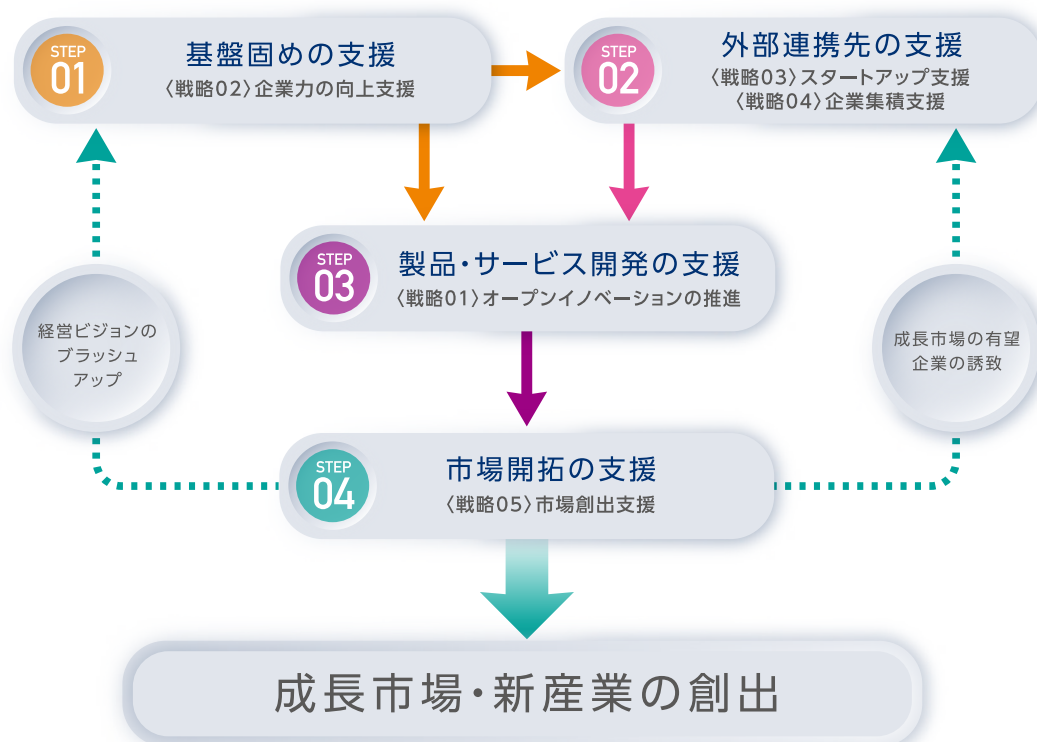 STEP
01
基盤固めの支援
〈戦略02〉企業力の向上支援
STEP
02
外部連携先の支援
〈戦略03〉スタートアップ支援
〈戦略04〉企業集積支援
STEP
03
製品・サービス開発の支援
〈戦略01〉オープンイノベーションの推進
経営ビジョンの
ブラッシュ
アップ
成長市場の有望
企業の誘致
STEP
04
市場開拓の支援
〈戦略05〉市場創出支援
成長市場・新産業の創出